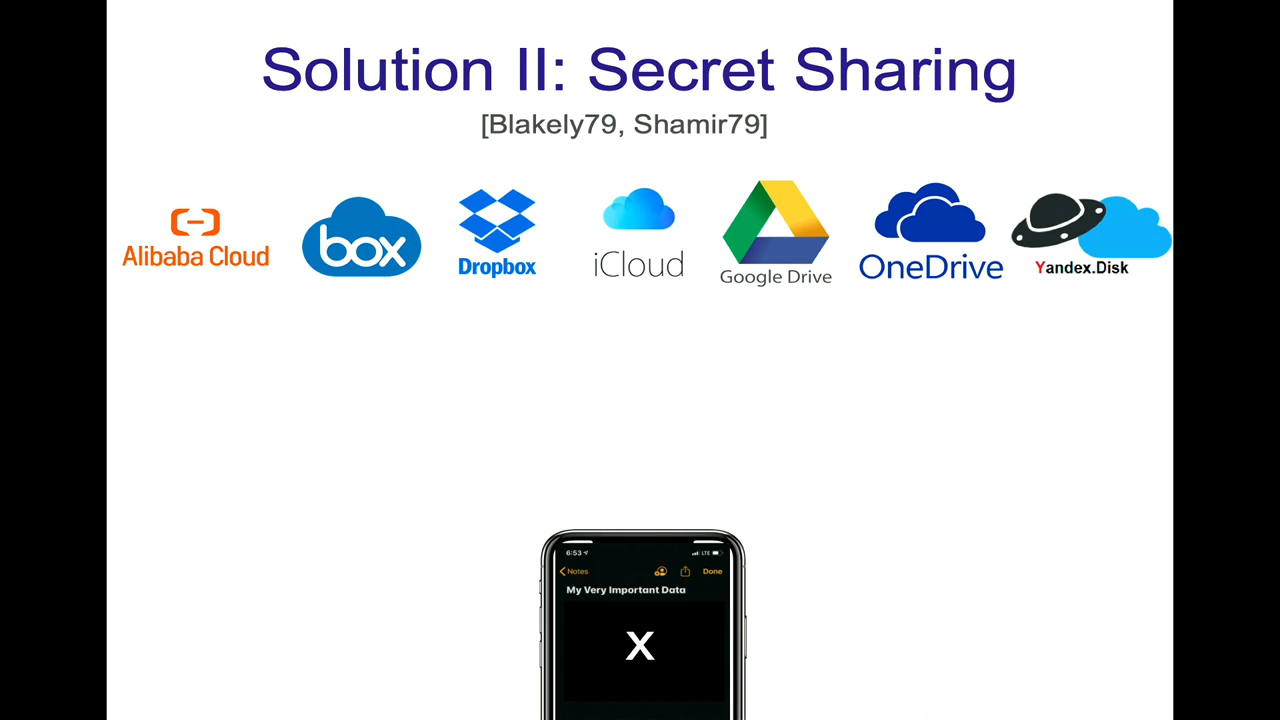 Solution II: Secret Sharing
[Blakely79, Shamir79]
Alibaba Cloud
box
Dropbox
iCloud
Google Drive
OneDrive
Yandex.Disk
6:53
LTE
Notes
Done
My Very Important Data
X